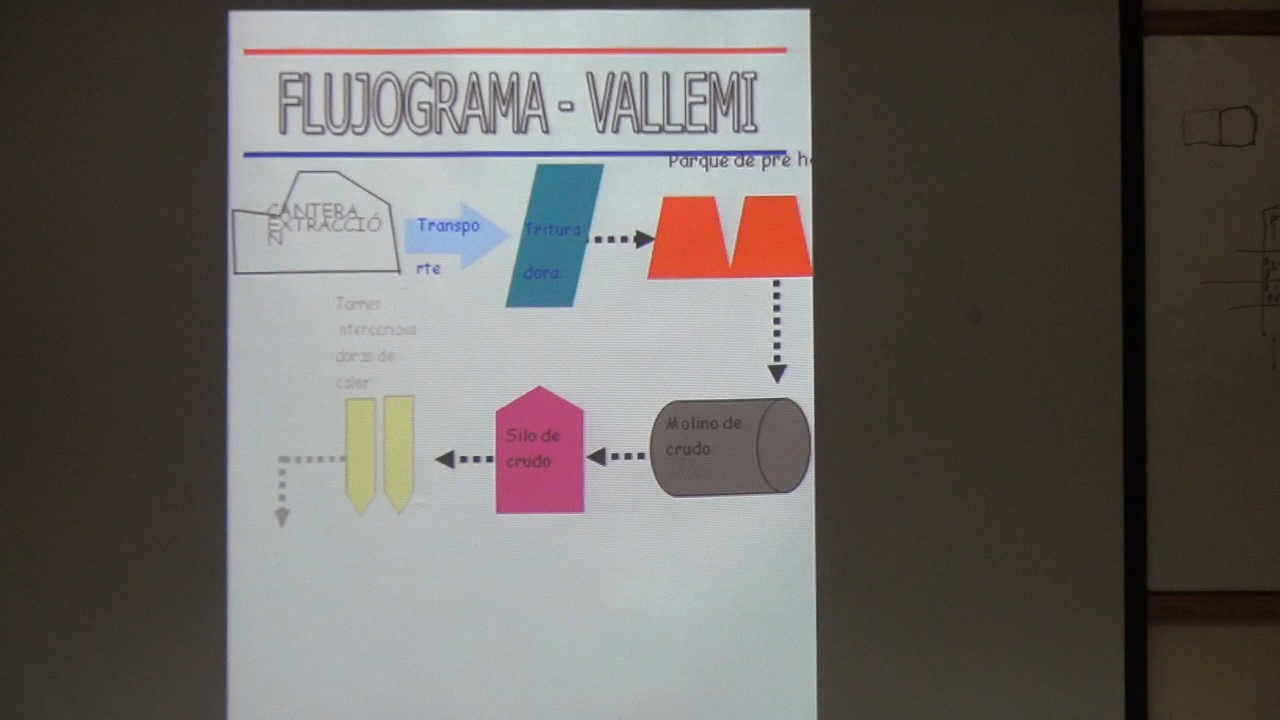 FLUJOGRAMA - VALLEMI
Parque de pre h
CANTERA
EXTRACCIÓ
N
Transpo
rte
Tritura
dora
Torres
intercambia
doras de
calor
Silo de
crudo
Molino de
crudo